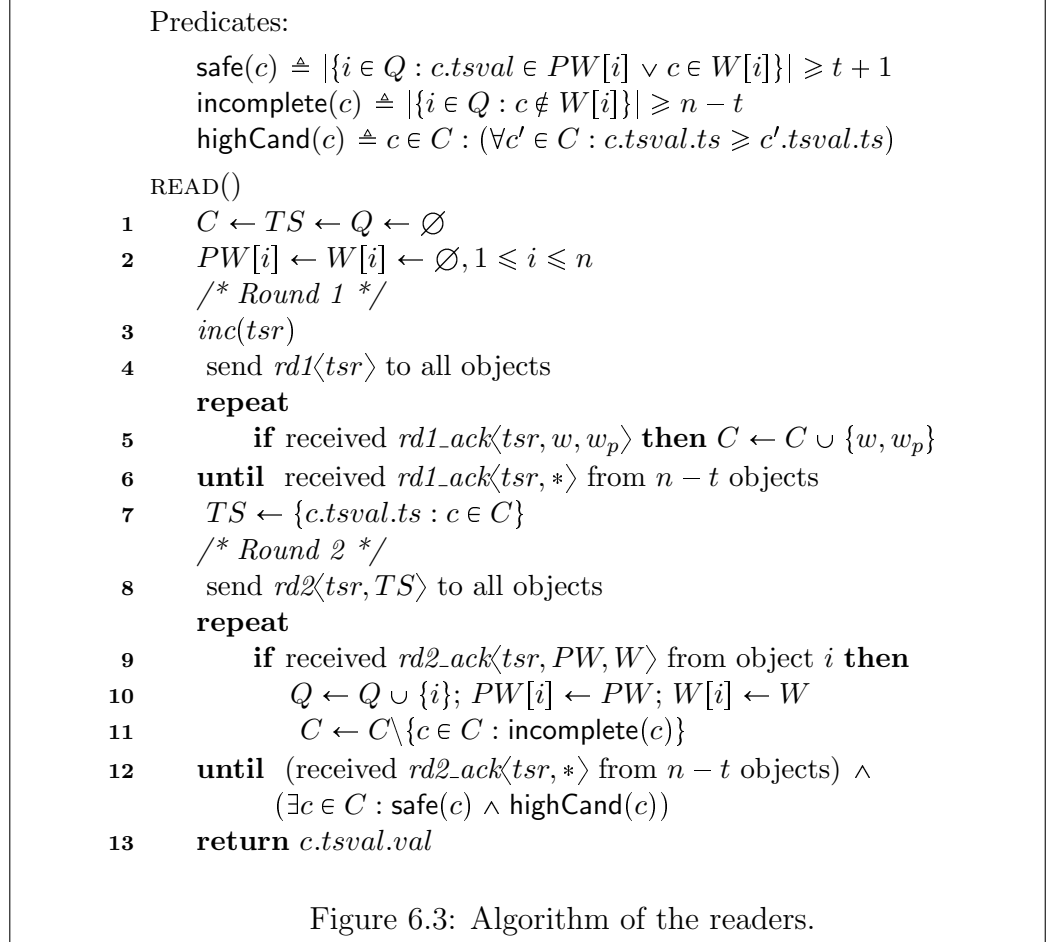 Predicates:
safe(c) ≜ |{i ∈ Q : c.tsval ∈ PW[i] ∨ c ∈ W[i]}| ⩾ t + 1
incomplete(c) ≜ |{i ∈ Q : c ∉ W[i]}| ⩾ n − t
highCand(c) ≜ c ∈ C : (∀c′ ∈ C : c.tsval.ts ⩾ c′.tsval.ts)
READ()
1 C ← TS ← Q ← ∅
2 PW[i] ← W[i] ← ∅, 1 ⩽ i ⩽ n
/* Round 1 */
3 inc(tsr)
4 send rd1⟨tsr⟩ to all objects
repeat
5 if received rd1_ack⟨tsr, w, wₚ⟩ then C ← C ∪ {w, wₚ}
6 until received rd1_ack⟨tsr, ∗⟩ from n − t objects
7 TS ← {c.tsval.ts : c ∈ C}
/* Round 2 */
8 send rd2⟨tsr, TS⟩ to all objects
repeat
9 if received rd2_ack⟨tsr, PW, W⟩ from object i then
10 Q ← Q ∪ {i}; PW[i] ← PW; W[i] ← W
11 C ← C\{c ∈ C : incomplete(c)}
12 until (received rd2_ack⟨tsr, ∗⟩ from n − t objects) ∧
(∃c ∈ C : safe(c) ∧ highCand(c))
13 return c.tsval.val
Figure 6.3: Algorithm of the readers.